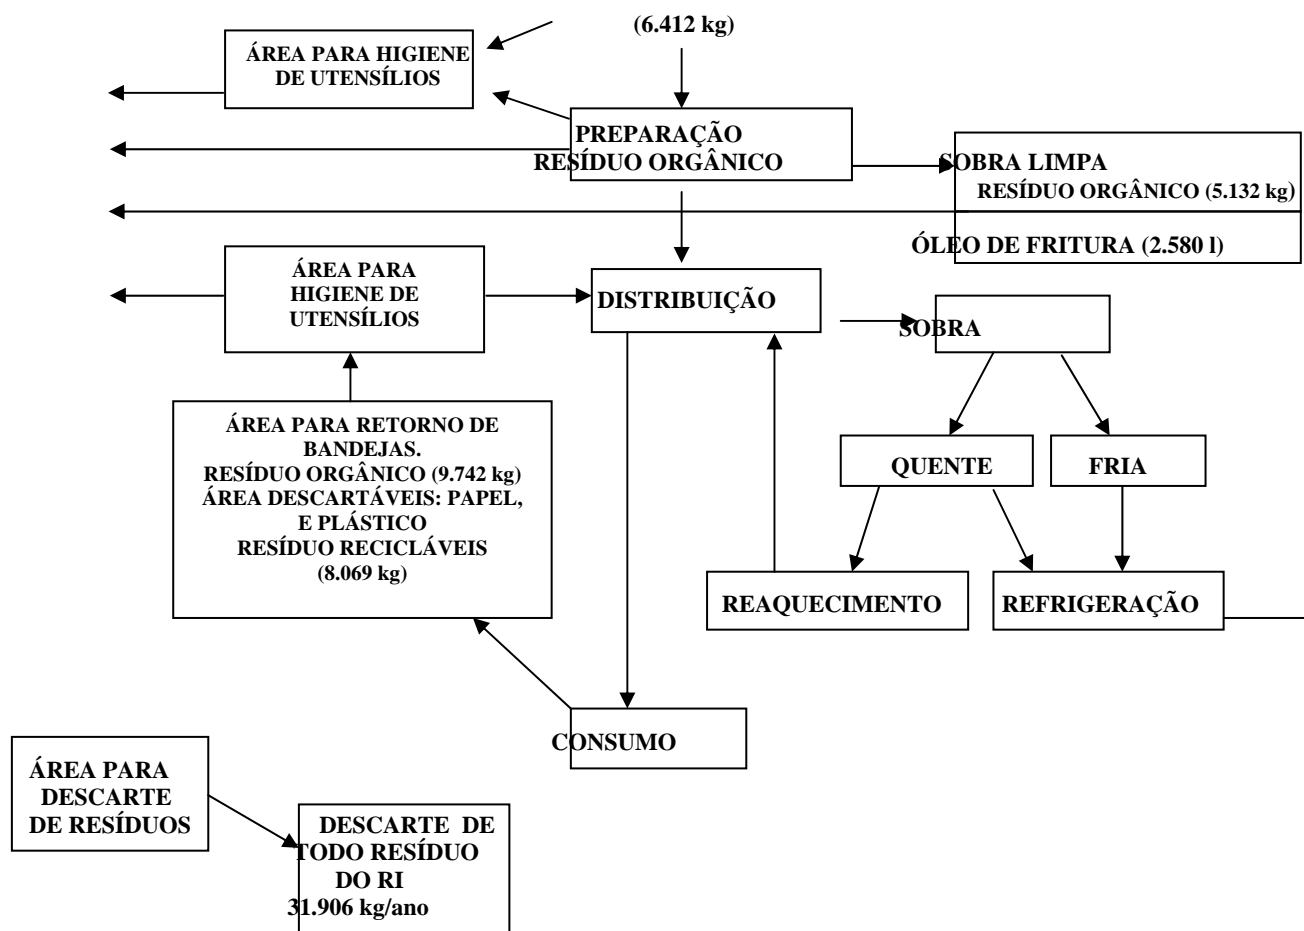 (6.412 kg)
ÁREA PARA HIGIENE
DE UTENSÍLIOS
PREPARAÇÃO
RESÍDUO ORGÂNICO
SOBRA LIMPA
RESÍDUO ORGÂNICO (5.132 kg)
ÓLEO DE FRITURA (2.580 l)
ÁREA PARA
HIGIENE DE
UTENSÍLIOS
DISTRIBUIÇÃO
SOBRA
ÁREA PARA RETORNO DE
BANDEJAS.
RESÍDUO ORGÂNICO (9.742 kg)
ÁREA DESCARTÁVEIS: PAPEL,
E PLÁSTICO
RESÍDUO RECICLÁVEIS
(8.069 kg)
QUENTE
FRIA
REAQUECIMENTO
REFRIGERAÇÃO
CONSUMO
ÁREA PARA
DESCARTE
DE RESÍDUOS
DESCARTE DE
TODO RESÍDUO
DO RI
31.906 kg/ano